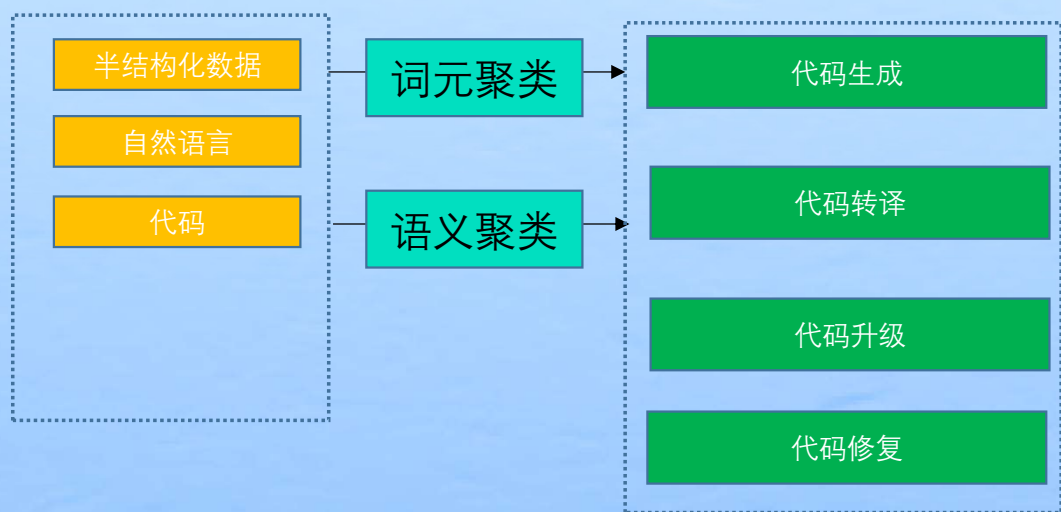 半结构化数据
自然语言
代码
词元聚类
语义聚类
代码生成
代码转译
代码升级
代码修复